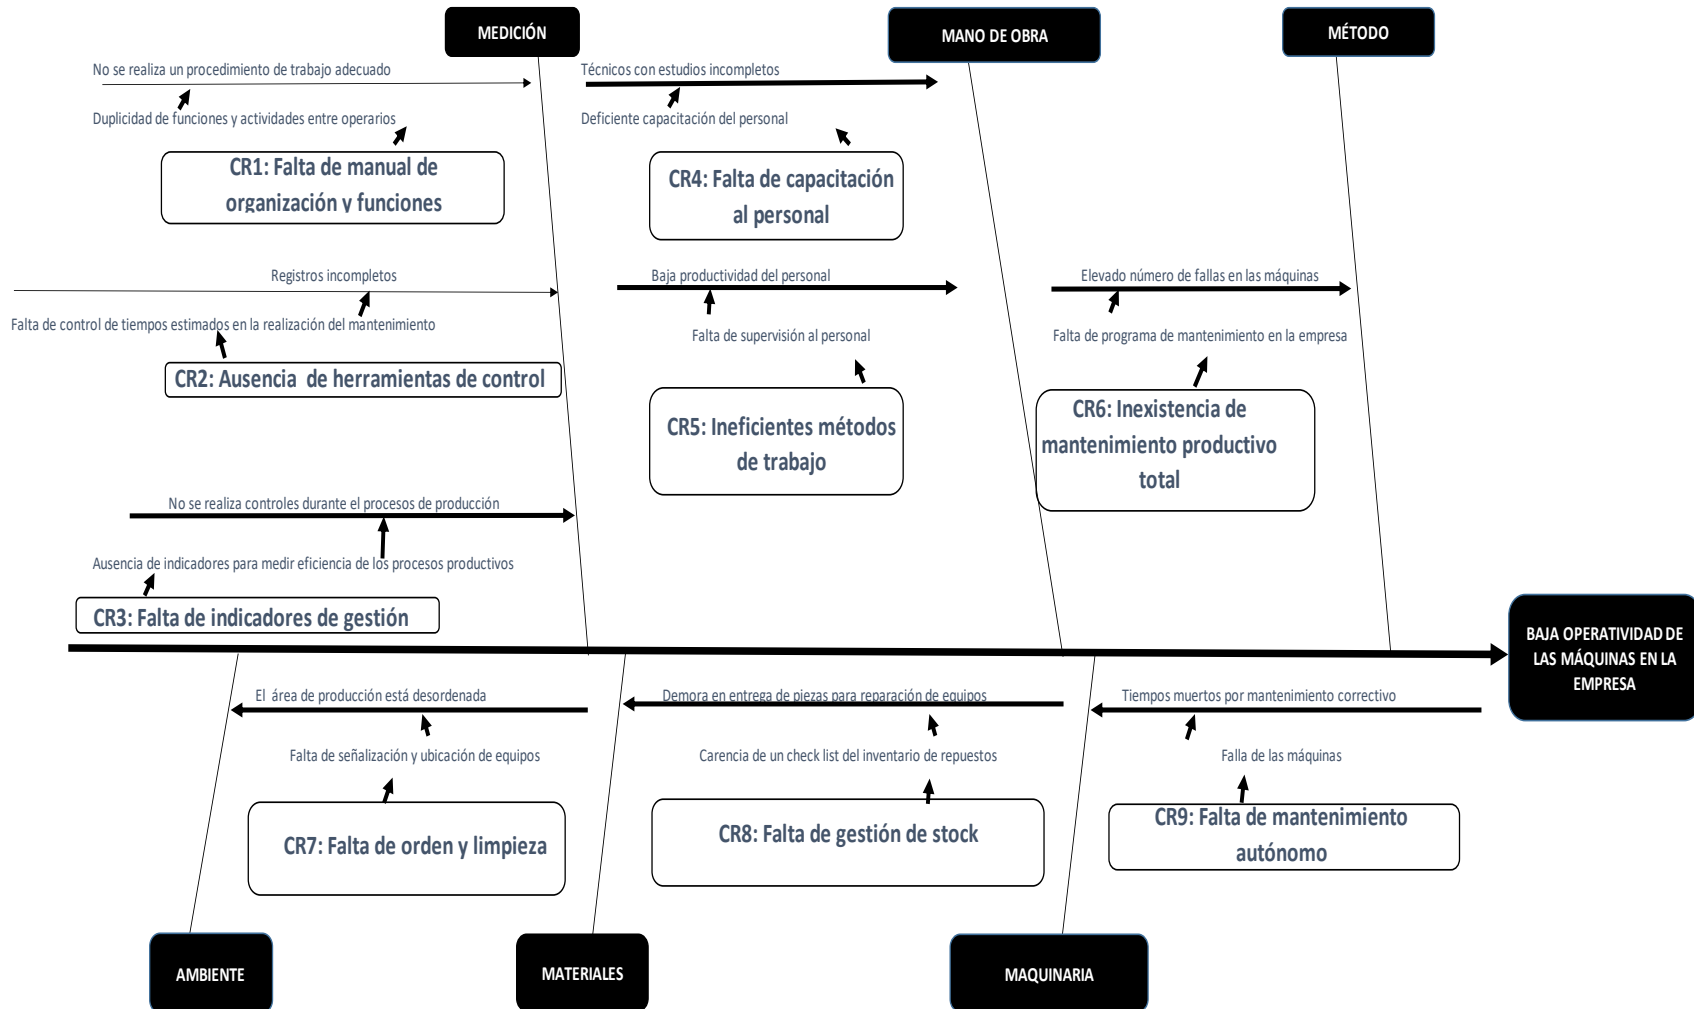 MEDICIÓN
MANO DE OBRA
MÉTODO
No se realiza un procedimiento de trabajo adecuado
Duplicidad de funciones y actividades entre operarios
CR1: Falta de manual de
organización y funciones
Técnicos con estudios incompletos
Deficiente capacitación del personal
CR4: Falta de capacitación
al personal
Registros incompletos
Falta de control de tiempos estimados en la realización del mantenimiento
CR2: Ausencia de herramientas de control
Baja productividad del personal
Falta de supervisión al personal
CR5: Ineficientes métodos
de trabajo
Elevado número de fallas en las máquinas
Falta de programa de mantenimiento en la empresa
CR6: Inexistencia de
mantenimiento productivo
total
No se realiza controles durante el procesos de producción
Ausencia de indicadores para medir eficiencia de los procesos productivos
CR3: Falta de indicadores de gestión
BAJA OPERATIVIDAD DE
LAS MÁQUINAS EN LA
EMPRESA
El área de producción está desordenada
Falta de señalización y ubicación de equipos
CR7: Falta de orden y limpieza
Demora en entrega de piezas para reparación de equipos
Carencia de un check list del inventario de repuestos
CR8: Falta de gestión de stock
Tiempos muertos por mantenimiento correctivo
Falla de las máquinas
CR9: Falta de mantenimiento
autónomo
AMBIENTE
MATERIALES
MAQUINARIA